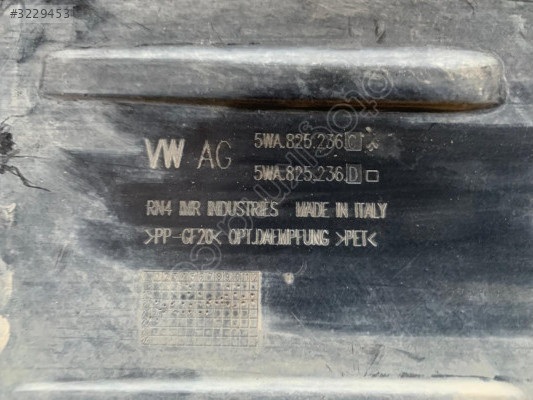 #3229453
VW AG
5WA.825.236 C
5WA.825.236 D
RN4 IMR INDUSTRIES MADE IN ITALY
>PP-GF20< OPT.DAEMPFUNG >PET<